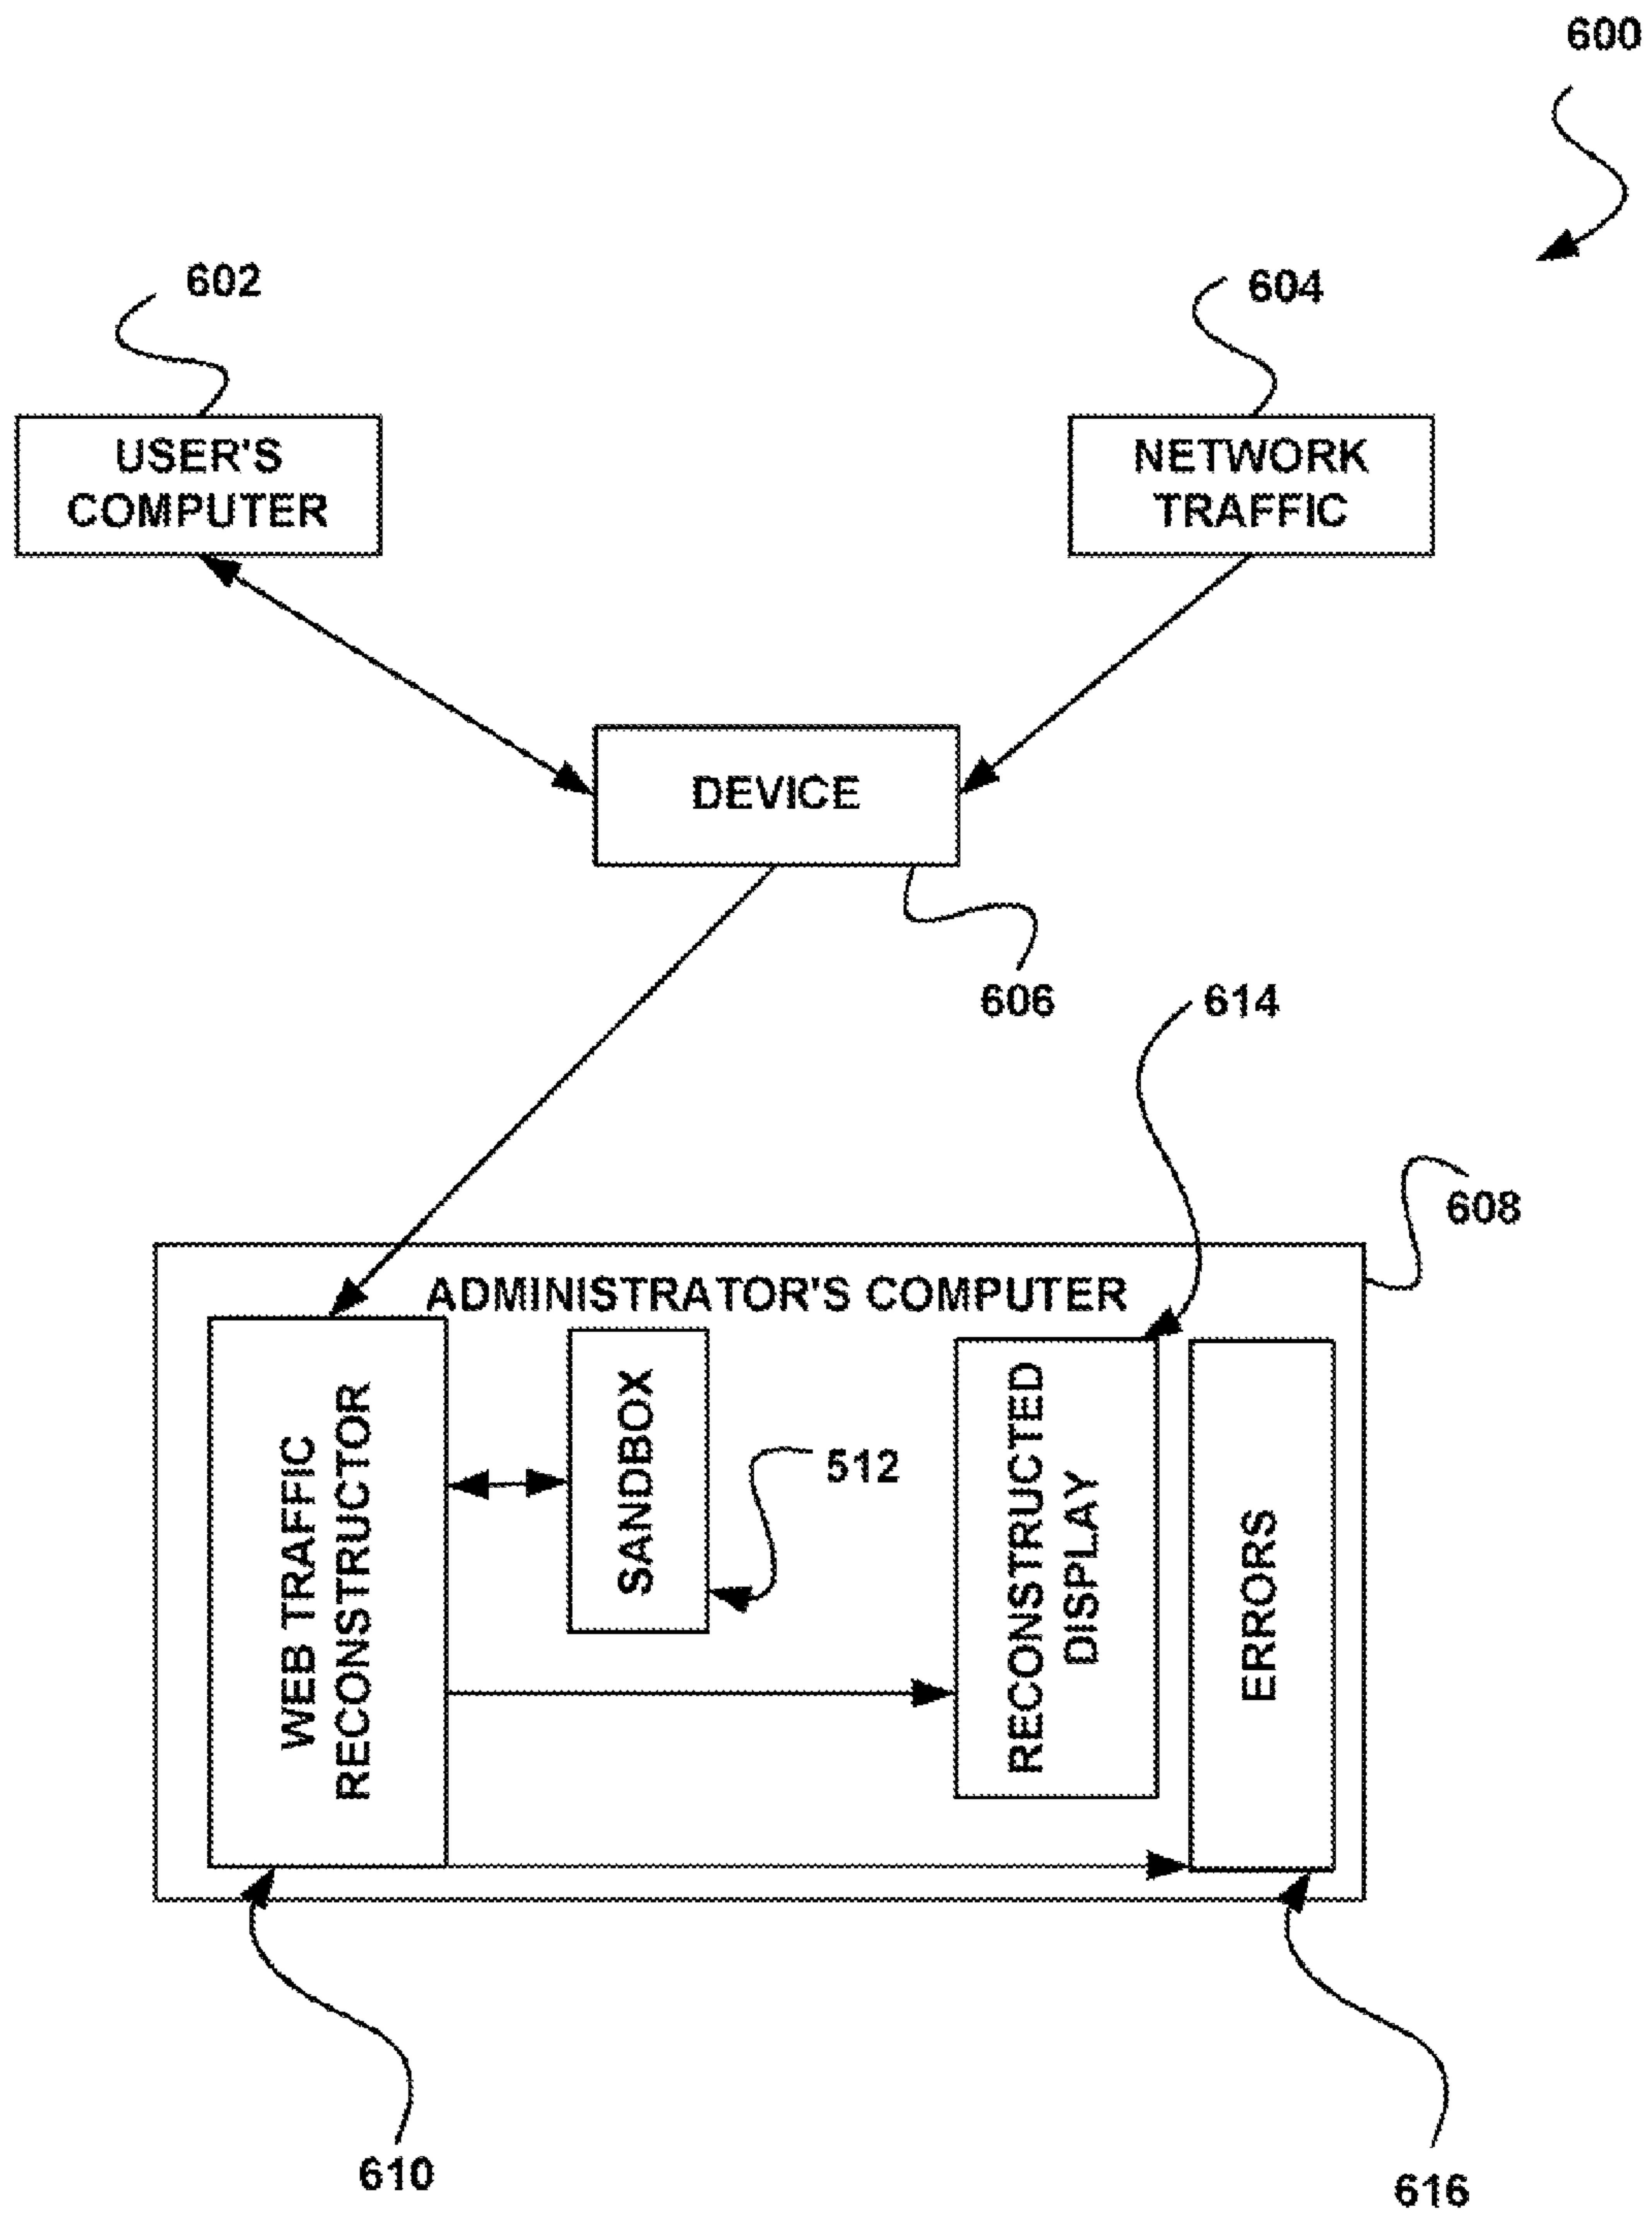 600
602
604
USER'S
COMPUTER
NETWORK
TRAFFIC
DEVICE
606
614
608
ADMINISTRATOR'S COMPUTER
WEB TRAFFIC
RECONSTRUCTOR
SANDBOX
512
RECONSTRUCTED
DISPLAY
ERRORS
610
616